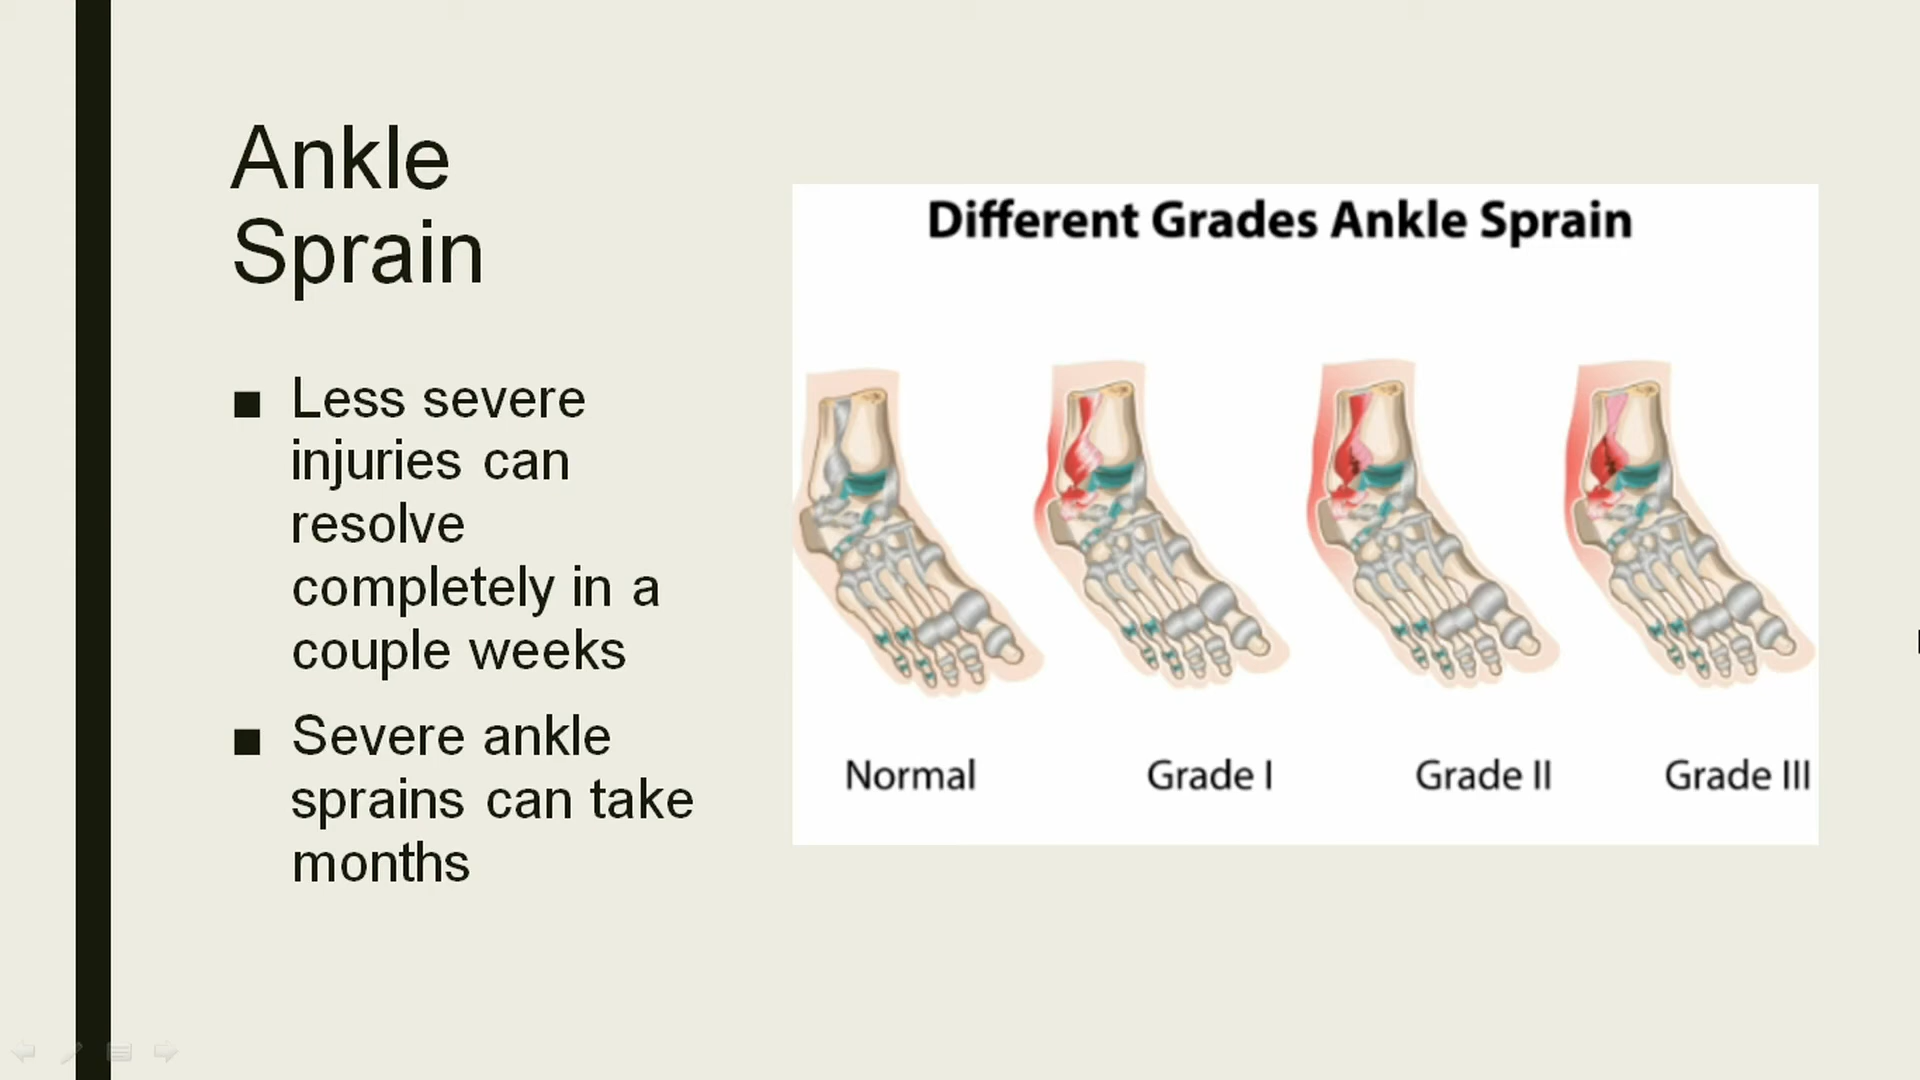 Ankle
Sprain
■ Less severe
injuries can
resolve
completely in a
couple weeks
■ Severe ankle
sprains can take
months
Different Grades Ankle Sprain
Normal
Grade I
Grade II
Grade III